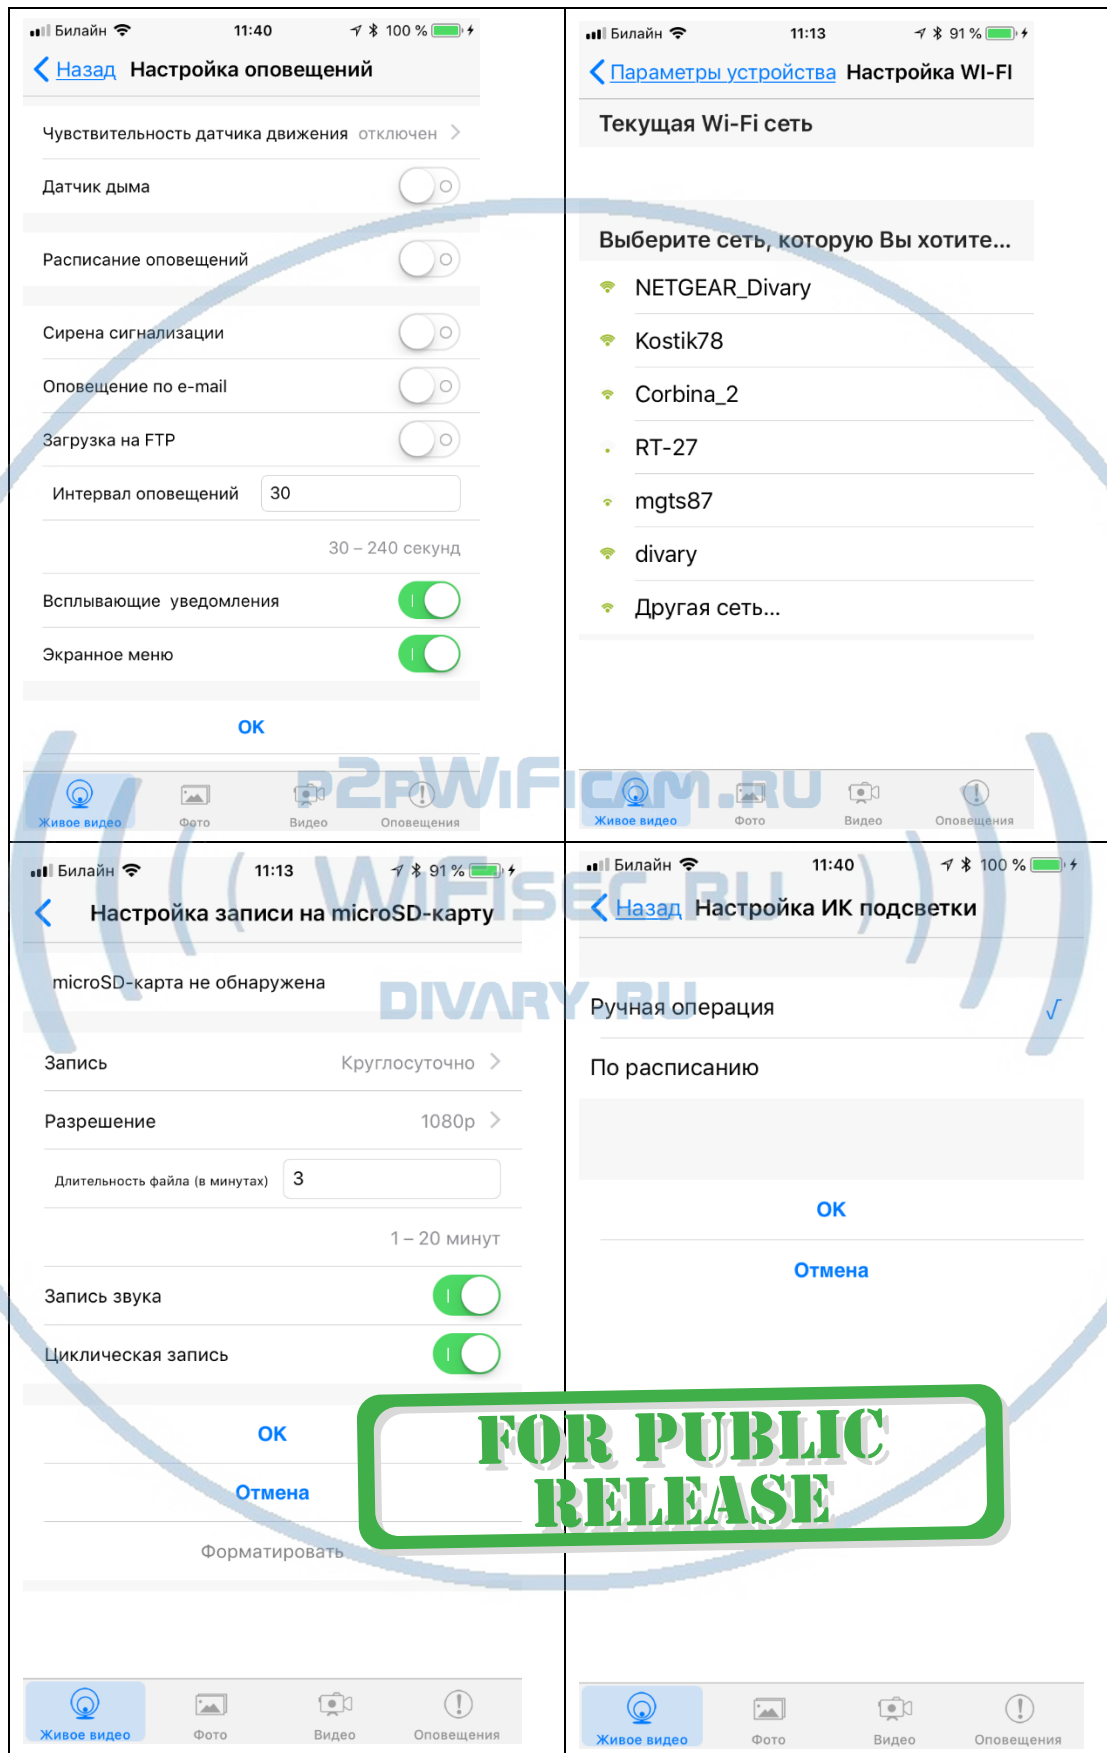 Билайн 11:40 100 %
Назад Настройка оповещений
Чувствительность датчика движения отключен
Датчик дыма
Расписание оповещений
Сирена сигнализации
Оповещение по e-mail
Загрузка на FTP
Интервал оповещений 30
30 – 240 секунд
Всплывающие уведомления
Экранное меню
OK
Живое видео Фото Видео Оповещения
Билайн 11:13 91 %
Параметры устройства Настройка WI-FI
Текущая Wi-Fi сеть
Выберите сеть, которую Вы хотите...
NETGEAR_Divary
Kostik78
Corbina_2
RT-27
mgts87
divary
Другая сеть...
Живое видео Фото Видео Оповещения
P2PWIFICAM.RU
WIFISEC.RU
DIVARY.RU
Билайн 11:13 91 %
Настройка записи на microSD-карту
microSD-карта не обнаружена
Запись Круглосуточно
Разрешение 1080p
Длительность файла (в минутах) 3
1 – 20 минут
Запись звука
Циклическая запись
OK
Отмена
Форматировать
Живое видео Фото Видео Оповещения
Билайн 11:40 100 %
Назад Настройка ИК подсветки
Ручная операция √
По расписанию
OK
Отмена
FOR PUBLIC
RELEASE
Живое видео Фото Видео Оповещения